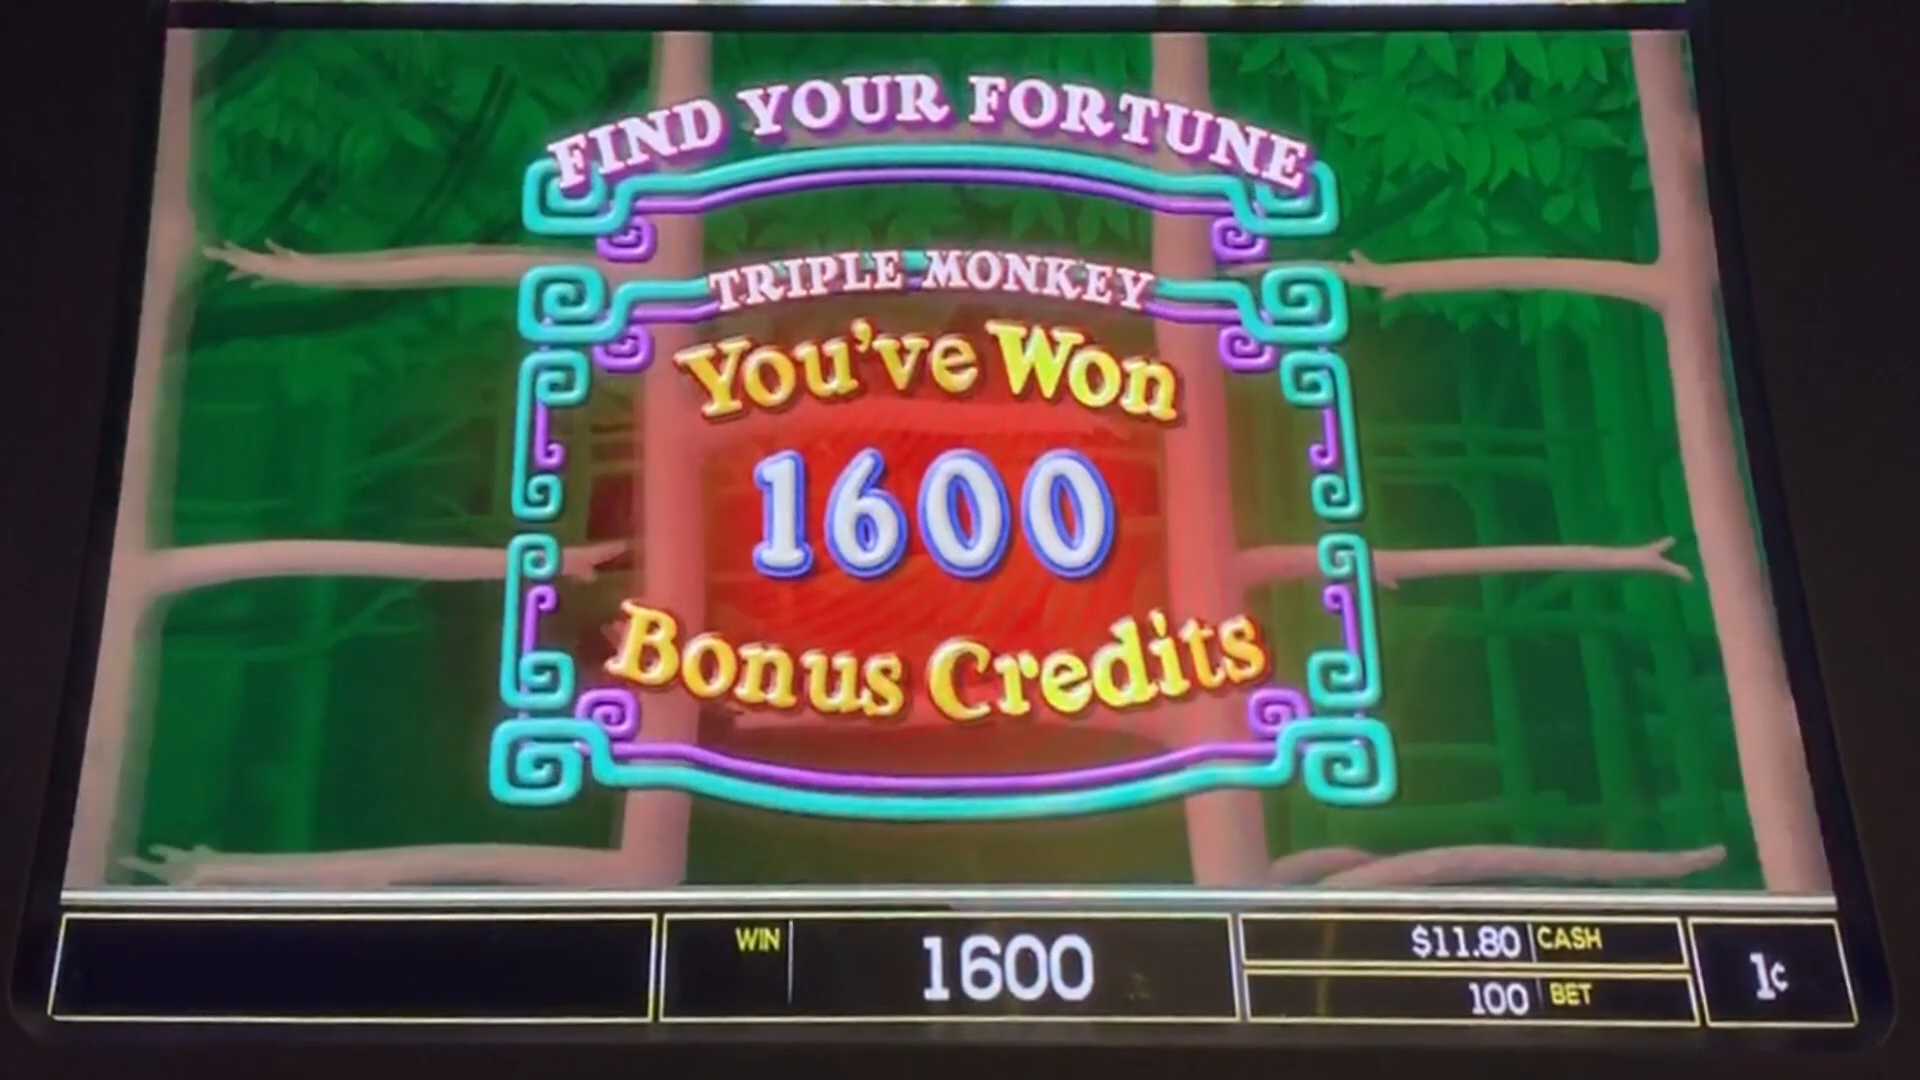 FIND YOUR FORTUNE
TRIPLE MONKEY
You've Won
1600
Bonus Credits
WIN 1600
$11.80 CASH
100 BET
1¢